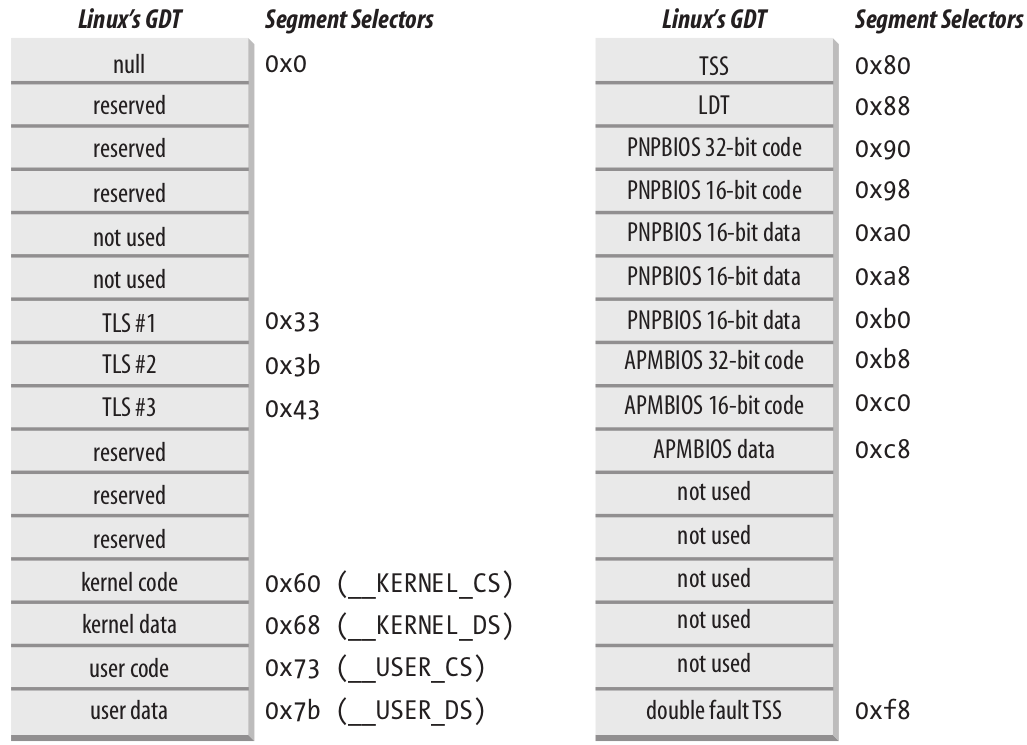 Linux's GDT Segment Selectors
null 0x0
reserved
reserved
reserved
not used
not used
TLS #1 0x33
TLS #2 0x3b
TLS #3 0x43
reserved
reserved
reserved
kernel code 0x60 (__KERNEL_CS)
kernel data 0x68 (__KERNEL_DS)
user code 0x73 (__USER_CS)
user data 0x7b (__USER_DS)
Linux's GDT Segment Selectors
TSS 0x80
LDT 0x88
PNPBIOS 32-bit code 0x90
PNPBIOS 16-bit code 0x98
PNPBIOS 16-bit data 0xa0
PNPBIOS 16-bit data 0xa8
PNPBIOS 16-bit data 0xb0
APMBIOS 32-bit code 0xb8
APMBIOS 16-bit code 0xc0
APMBIOS data 0xc8
not used
not used
not used
not used
not used
double fault TSS 0xf8